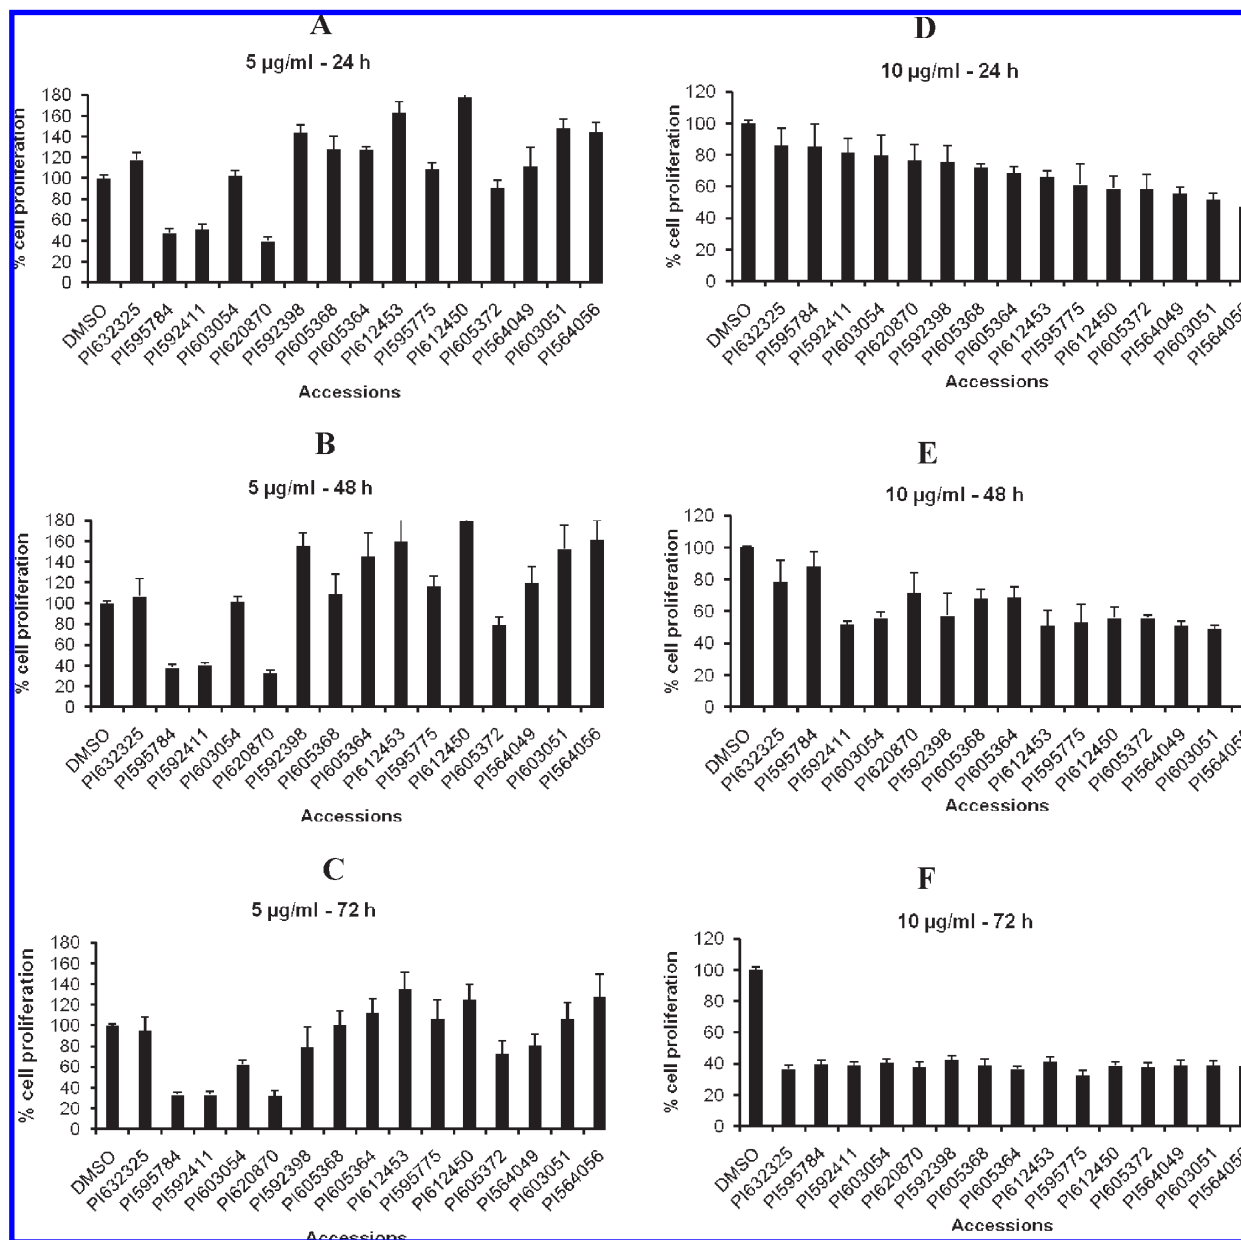 A
5 µg/ml - 24 h
% cell proliferation
180
160
140
120
100
80
60
40
20
0
DMSO
PI632325
PI595784
PI592411
PI603054
PI620870
PI592398
PI605368
PI605364
PI612453
PI595775
PI612450
PI605372
PI564049
PI603051
PI564056
Accessions
B
5 µg/ml - 48 h
% cell proliferation
180
160
140
120
100
80
60
40
20
0
DMSO
PI632325
PI595784
PI592411
PI603054
PI620870
PI592398
PI605368
PI605364
PI612453
PI595775
PI612450
PI605372
PI564049
PI603051
PI564056
Accessions
C
5 µg/ml - 72 h
% cell proliferation
180
160
140
120
100
80
60
40
20
0
DMSO
PI632325
PI595784
PI592411
PI603054
PI620870
PI592398
PI605368
PI605364
PI612453
PI595775
PI612450
PI605372
PI564049
PI603051
PI564056
Accessions
D
10 µg/ml - 24 h
% cell proliferation
120
100
80
60
40
20
0
DMSO
PI632325
PI595784
PI592411
PI603054
PI620870
PI592398
PI605368
PI605364
PI612453
PI595775
PI612450
PI605372
PI564049
PI603051
PI564056
Accessions
E
10 µg/ml - 48 h
% cell proliferation
120
100
80
60
40
20
0
DMSO
PI632325
PI595784
PI592411
PI603054
PI620870
PI592398
PI605368
PI605364
PI612453
PI595775
PI612450
PI605372
PI564049
PI603051
PI564056
Accessions
F
10 µg/ml - 72 h
% cell proliferation
120
100
80
60
40
20
0
DMSO
PI632325
PI595784
PI592411
PI603054
PI620870
PI592398
PI605368
PI605364
PI612453
PI595775
PI612450
PI605372
PI564049
PI603051
PI564056
Accessions